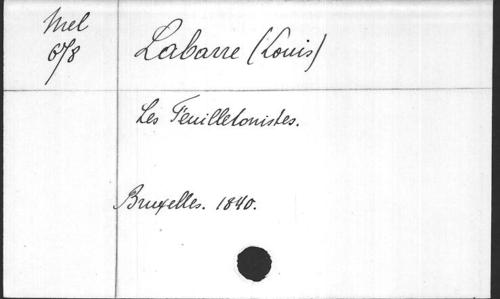 Mel
678
Labarre (Louis)
Les Feuilletonistes.
Bruxelles. 1840.